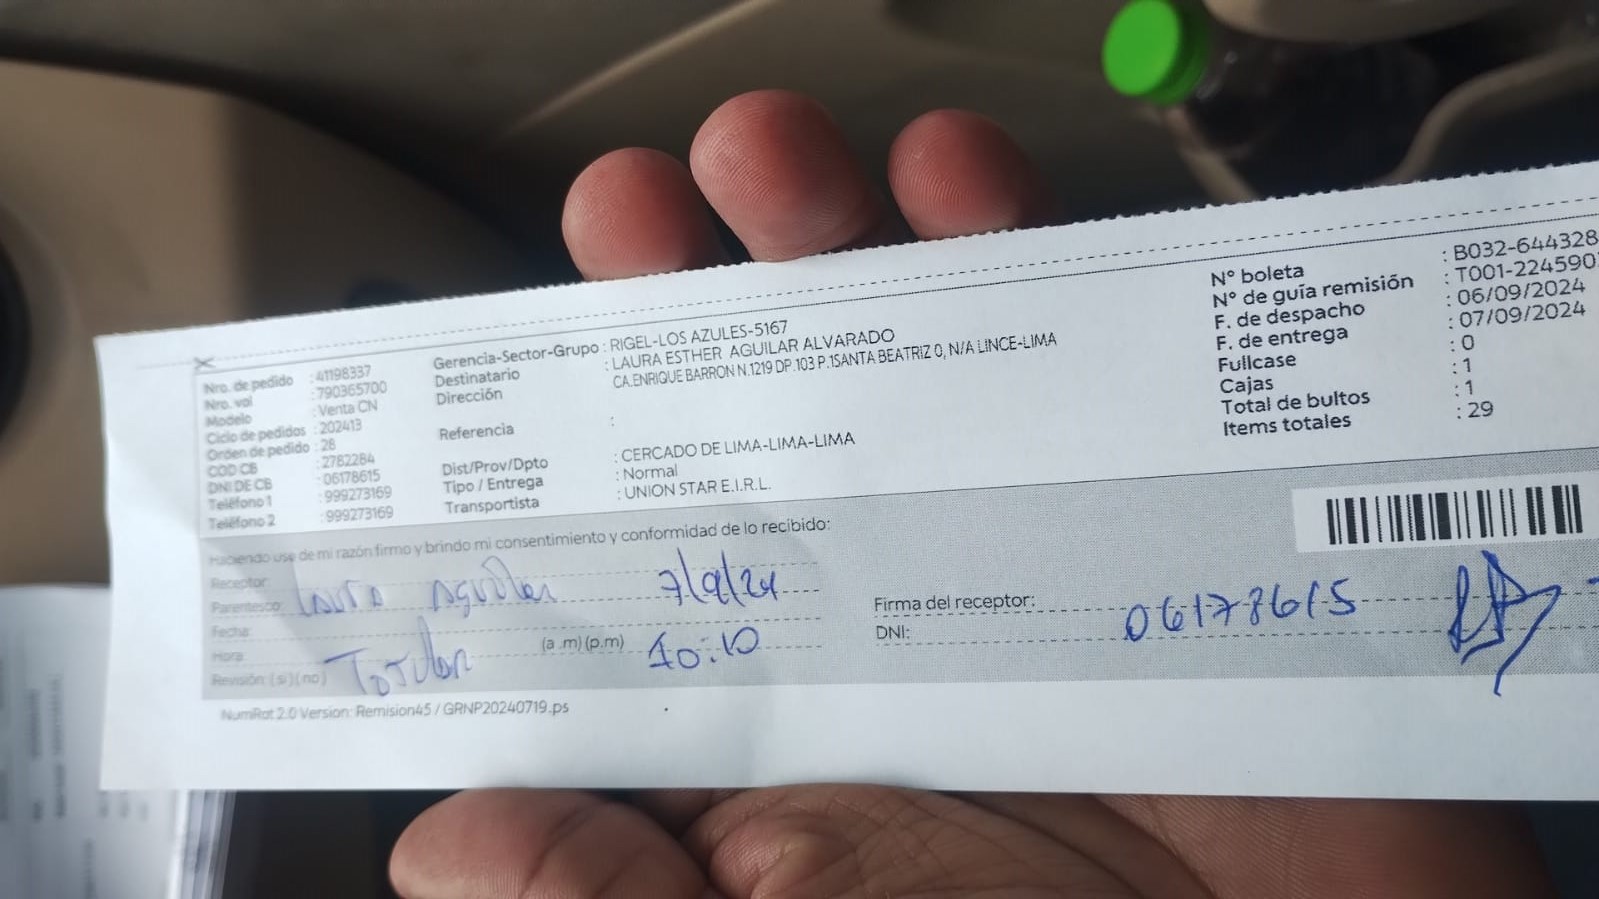 Nro. de pedido : 41198337
Nro. vol : 790365700
Modelo : Venta CN
Ciclo de pedidos : 202413
Orden de pedido : 28
COD CB : 2782284
DNI DE CB : 06178615
Teléfono 1 : 999273169
Teléfono 2 : 999273169
Gerencia-Sector-Grupo : RIGEL-LOS AZULES-5167
Destinatario : LAURA ESTHER AGUILAR ALVARADO
Dirección CA.ENRIQUE BARRON N.1219 DP.103 P.1SANTA BEATRIZ 0, N/A LINCE-LIMA
Referencia :
Dist/Prov/Dpto : CERCADO DE LIMA-LIMA-LIMA
Tipo / Entrega : Normal
Transportista : UNION STAR E.I.R.L.
N° boleta : B032-644328
N° de guía remisión : T001-224590
F. de despacho : 06/09/2024
F. de entrega : 07/09/2024
Fullcase : 0
Cajas : 1
Total de bultos : 1
Items totales : 29
Haciendo uso de mi razón firmo y brindo mi consentimiento y conformidad de lo recibido:
Receptor:
Parentesco: Laura Aguilar 7/9/24
Fecha:
Hora: (a .m) (p.m) 10:10
Revisión: ( si ) ( no ) Titular
Firma del receptor:
DNI: 06178615
NumRot 2.0 Version: Remision45 / GRNP20240719.ps